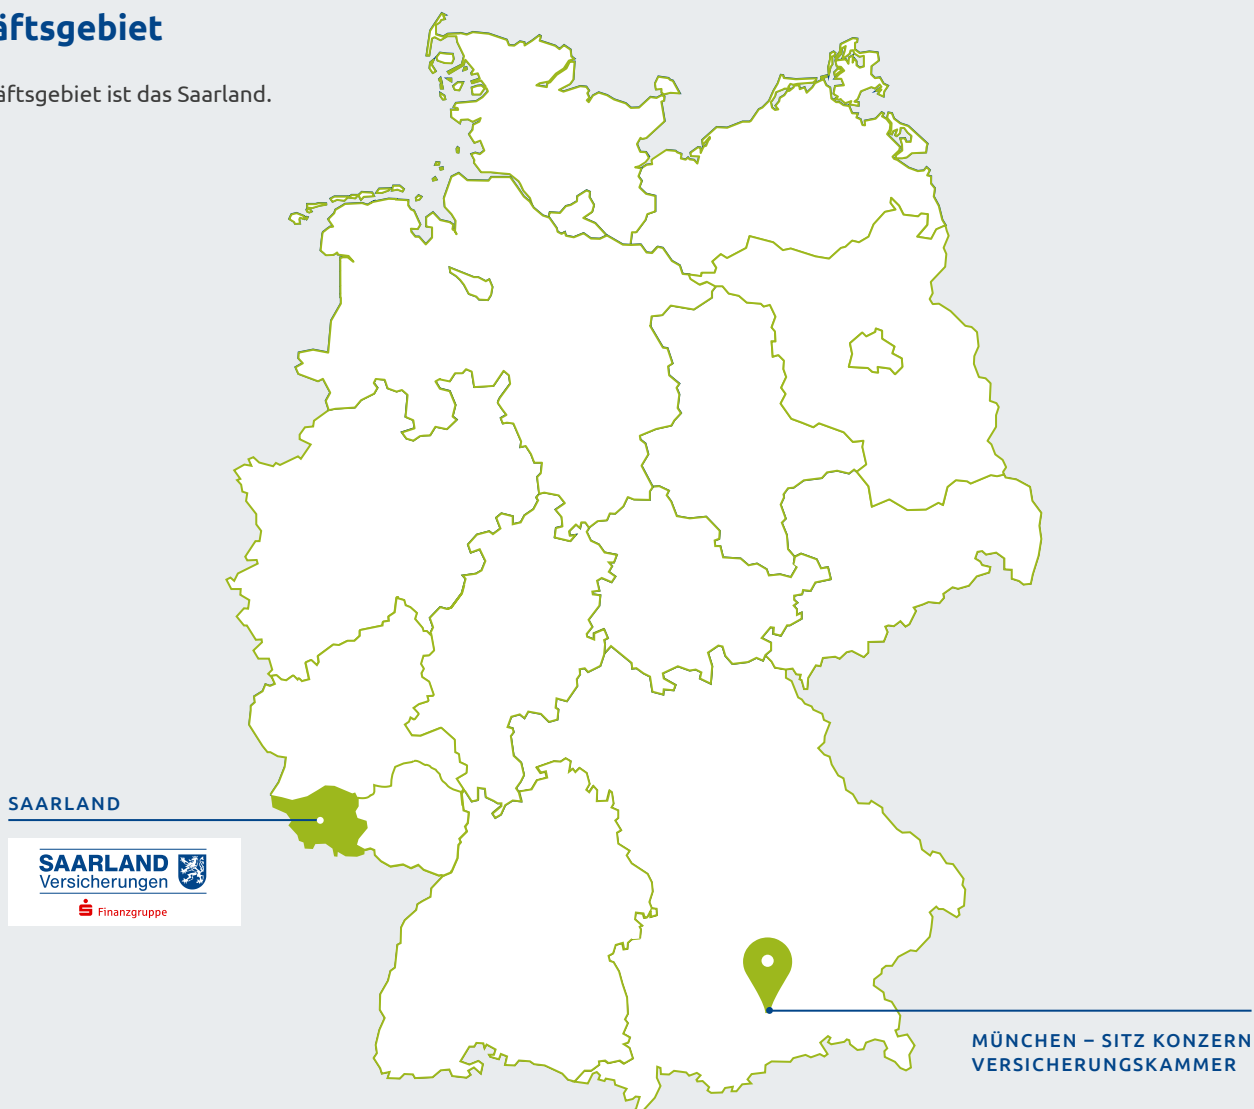 äftsgebiet
äftsgebiet ist das Saarland.
SAARLAND
SAARLAND
Versicherungen
Finanzgruppe
MÜNCHEN – SITZ KONZERN
VERSICHERUNGSKAMMER